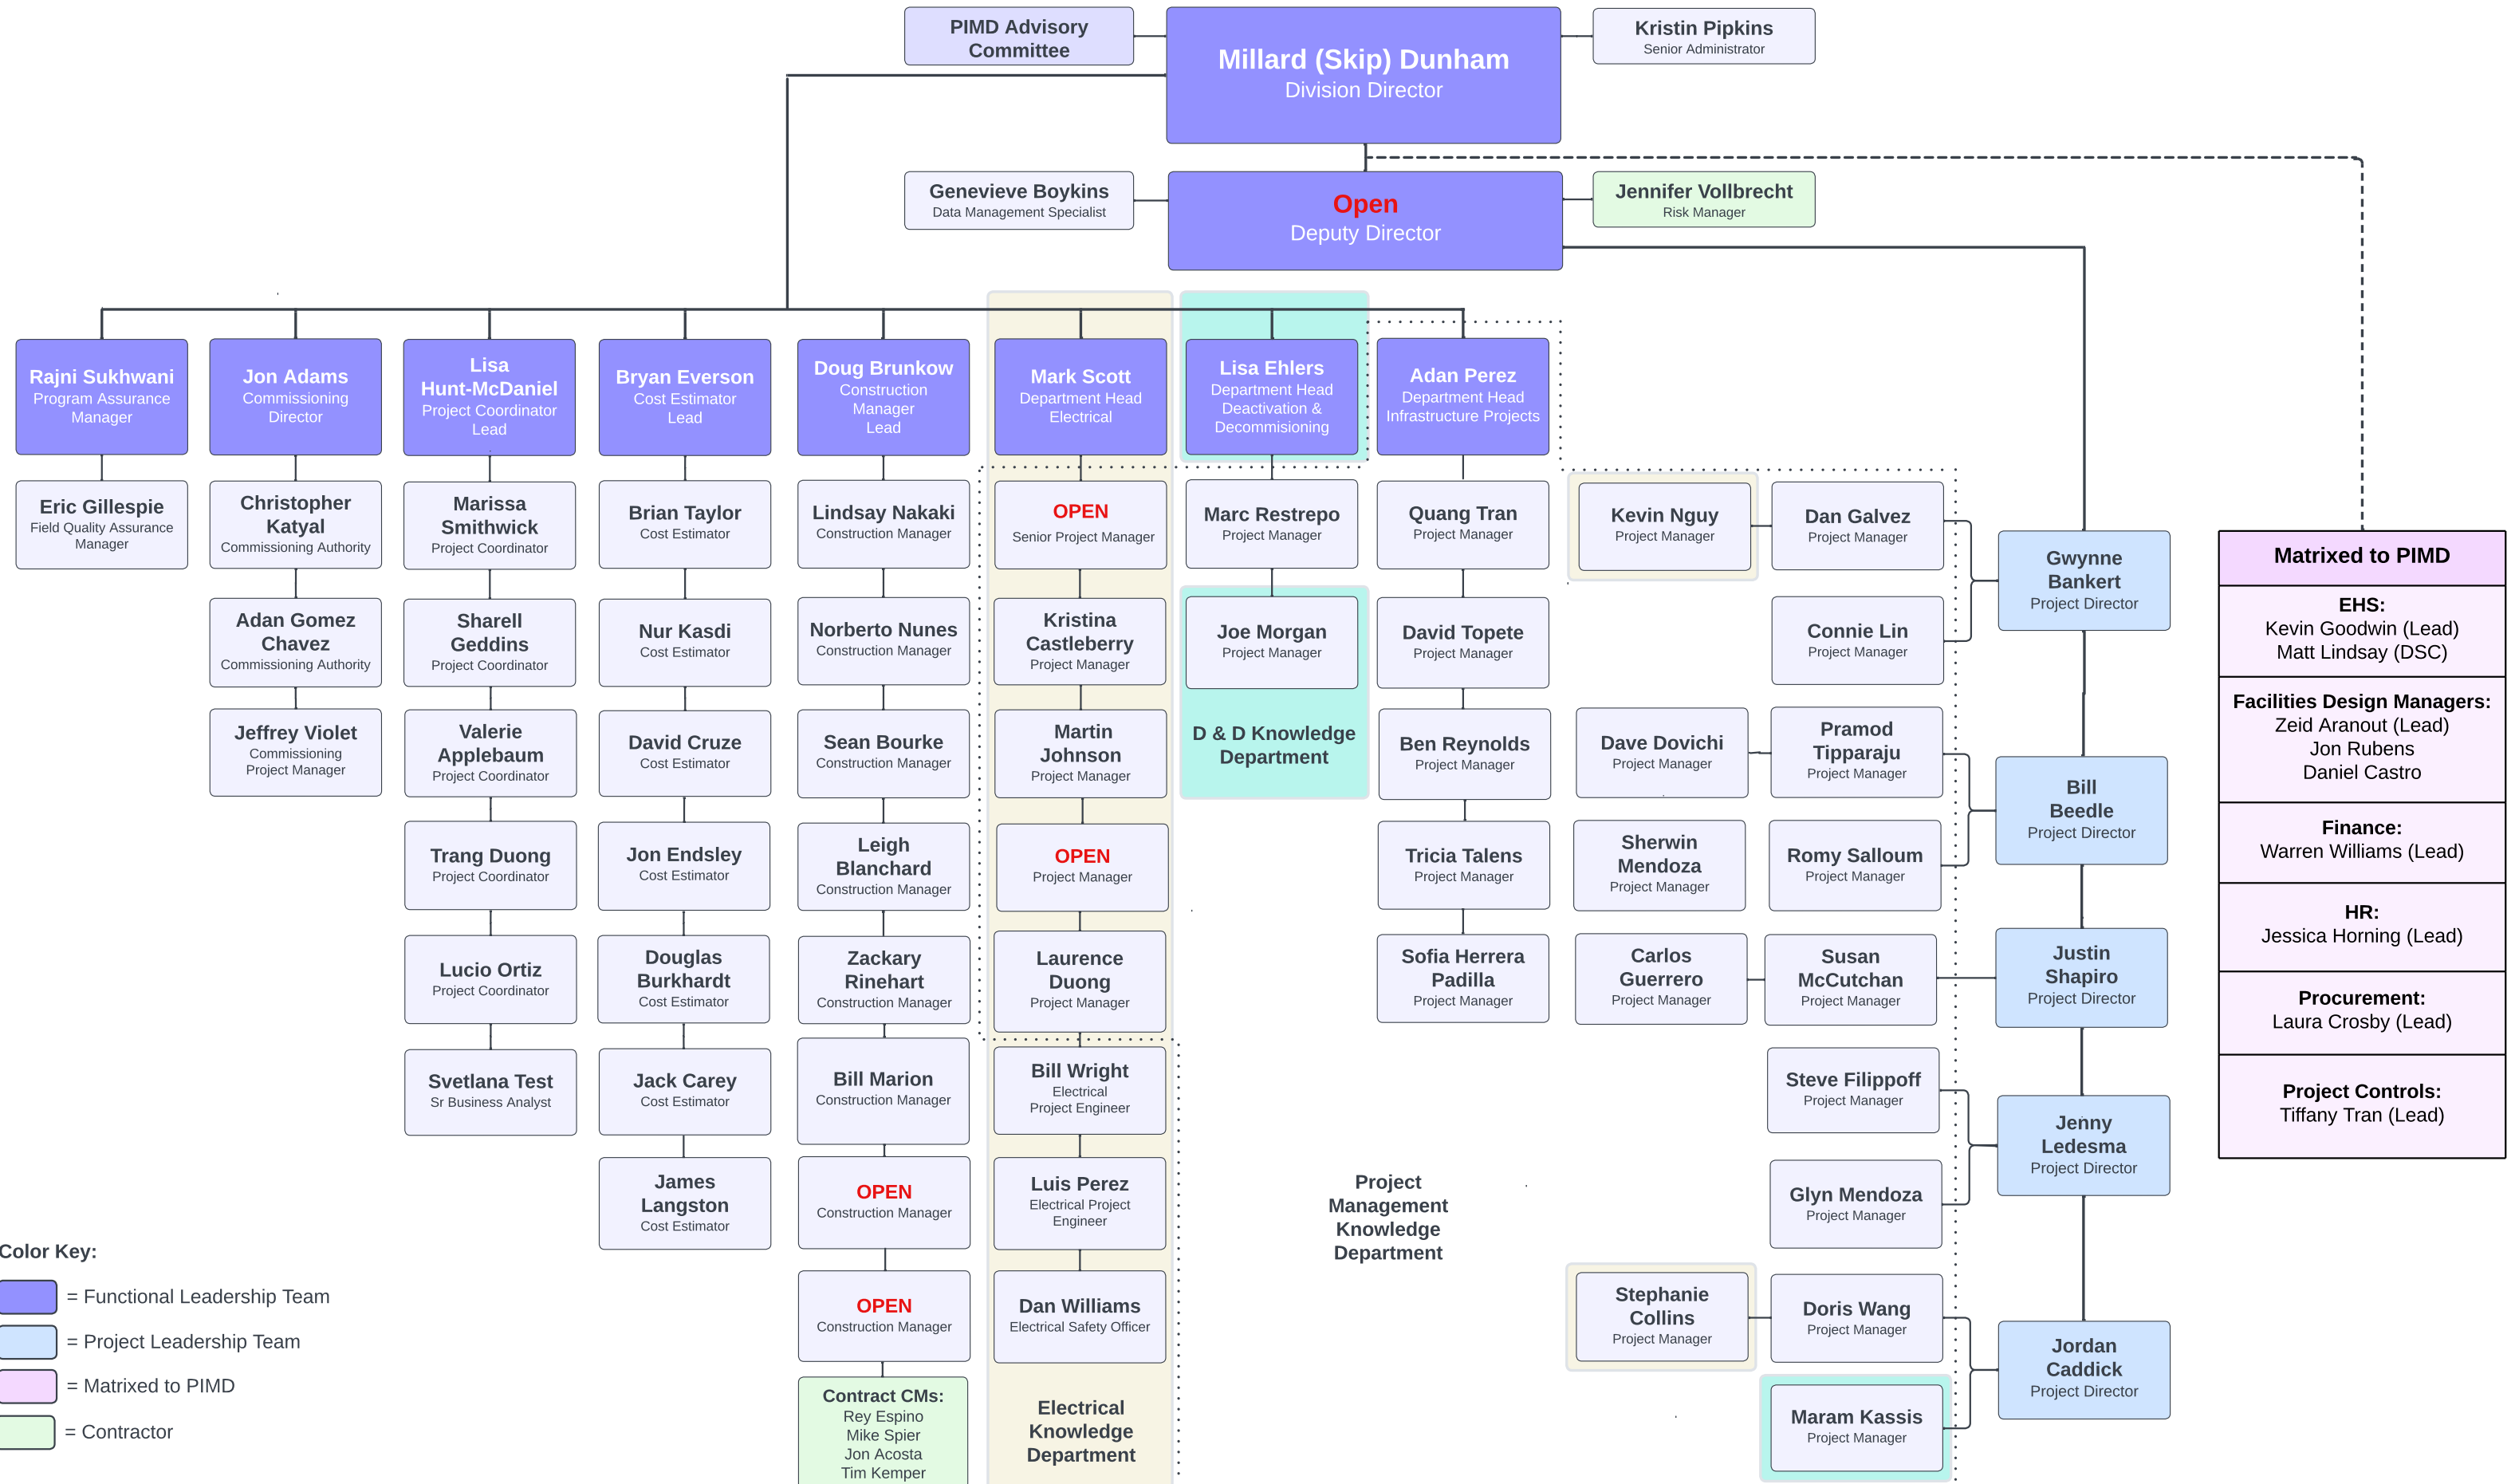 PIMD Advisory
Committee
Millard (Skip) Dunham
Division Director
Kristin Pipkins
Senior Administrator
Genevieve Boykins
Data Management Specialist
Open
Deputy Director
Jennifer Vollbrecht
Risk Manager
Rajni Sukhwani
Program Assurance
Manager
Eric Gillespie
Field Quality Assurance
Manager
Jon Adams
Commissioning
Director
Christopher
Katyal
Commissioning Authority
Adan Gomez
Chavez
Commissioning Authority
Jeffrey Violet
Commissioning
Project Manager
Lisa
Hunt-McDaniel
Project Coordinator
Lead
Marissa
Smithwick
Project Coordinator
Sharell
Geddins
Project Coordinator
Valerie
Applebaum
Project Coordinator
Trang Duong
Project Coordinator
Lucio Ortiz
Project Coordinator
Svetlana Test
Sr Business Analyst
Bryan Everson
Cost Estimator
Lead
Brian Taylor
Cost Estimator
Nur Kasdi
Cost Estimator
David Cruze
Cost Estimator
Jon Endsley
Cost Estimator
Douglas
Burkhardt
Cost Estimator
Jack Carey
Cost Estimator
James
Langston
Cost Estimator
Doug Brunkow
Construction
Manager
Lead
Lindsay Nakaki
Construction Manager
Norberto Nunes
Construction Manager
Sean Bourke
Construction Manager
Leigh
Blanchard
Construction Manager
Zackary
Rinehart
Construction Manager
Bill Marion
Construction Manager
OPEN
Construction Manager
OPEN
Construction Manager
Contract CMs:
Rey Espino
Mike Spier
Jon Acosta
Tim Kemper
Mark Scott
Department Head
Electrical
OPEN
Senior Project Manager
Kristina
Castleberry
Project Manager
Martin
Johnson
Project Manager
OPEN
Project Manager
Laurence
Duong
Project Manager
Bill Wright
Electrical
Project Engineer
Luis Perez
Electrical Project
Engineer
Dan Williams
Electrical Safety Officer
Electrical
Knowledge
Department
Lisa Ehlers
Department Head
Deactivation &
Decommisioning
Marc Restrepo
Project Manager
Joe Morgan
Project Manager
D & D Knowledge
Department
Adan Perez
Department Head
Infrastructure Projects
Quang Tran
Project Manager
David Topete
Project Manager
Ben Reynolds
Project Manager
Tricia Talens
Project Manager
Sofia Herrera
Padilla
Project Manager
Project
Management
Knowledge
Department
Kevin Nguy
Project Manager
Dan Galvez
Project Manager
Connie Lin
Project Manager
Gwynne
Bankert
Project Director
Dave Dovichi
Project Manager
Pramod
Tipparaju
Project Manager
Sherwin
Mendoza
Project Manager
Romy Salloum
Project Manager
Bill
Beedle
Project Director
Carlos
Guerrero
Project Manager
Susan
McCutchan
Project Manager
Justin
Shapiro
Project Director
Steve Filippoff
Project Manager
Glyn Mendoza
Project Manager
Jenny
Ledesma
Project Director
Stephanie
Collins
Project Manager
Doris Wang
Project Manager
Maram Kassis
Project Manager
Jordan
Caddick
Project Director
Matrixed to PIMD
EHS:
Kevin Goodwin (Lead)
Matt Lindsay (DSC)
Facilities Design Managers:
Zeid Aranout (Lead)
Jon Rubens
Daniel Castro
Finance:
Warren Williams (Lead)
HR:
Jessica Horning (Lead)
Procurement:
Laura Crosby (Lead)
Project Controls:
Tiffany Tran (Lead)
Color Key:
= Functional Leadership Team
= Project Leadership Team
= Matrixed to PIMD
= Contractor